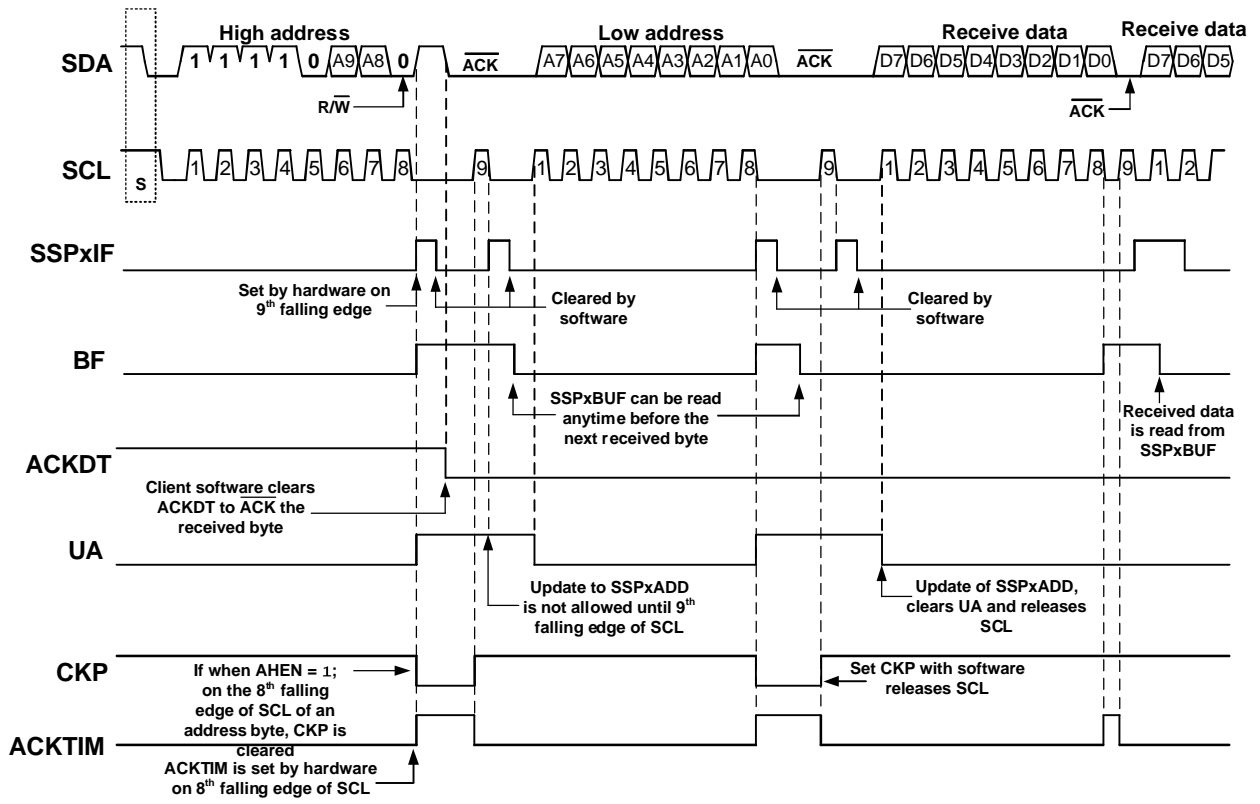 High address
Low address
Receive data
Receive data
SDA
1 1 1 1 0 A9 A8 0
ACK
A7 A6 A5 A4 A3 A2 A1 A0
ACK
D7 D6 D5 D4 D3 D2 D1 D0
D7 D6 D5
R/W
ACK
SCL
S
1 2 3 4 5 6 7 8 9 1 2 3 4 5 6 7 8 9 1 2 3 4 5 6 7 8 9 1 2
SSPxIF
Set by hardware on
9th falling edge
Cleared by
software
Cleared by
software
BF
SSPxBUF can be read
anytime before the
next received byte
Received data
is read from
SSPxBUF
ACKDT
Client software clears
ACKDT to ACK the
received byte
UA
Update to SSPxADD
is not allowed until 9th
falling edge of SCL
Update of SSPxADD,
clears UA and releases
SCL
CKP
If when AHEN = 1;
on the 8th falling
edge of SCL of an
address byte, CKP is
cleared
Set CKP with software
releases SCL
ACKTIM
ACKTIM is set by hardware
on 8th falling edge of SCL